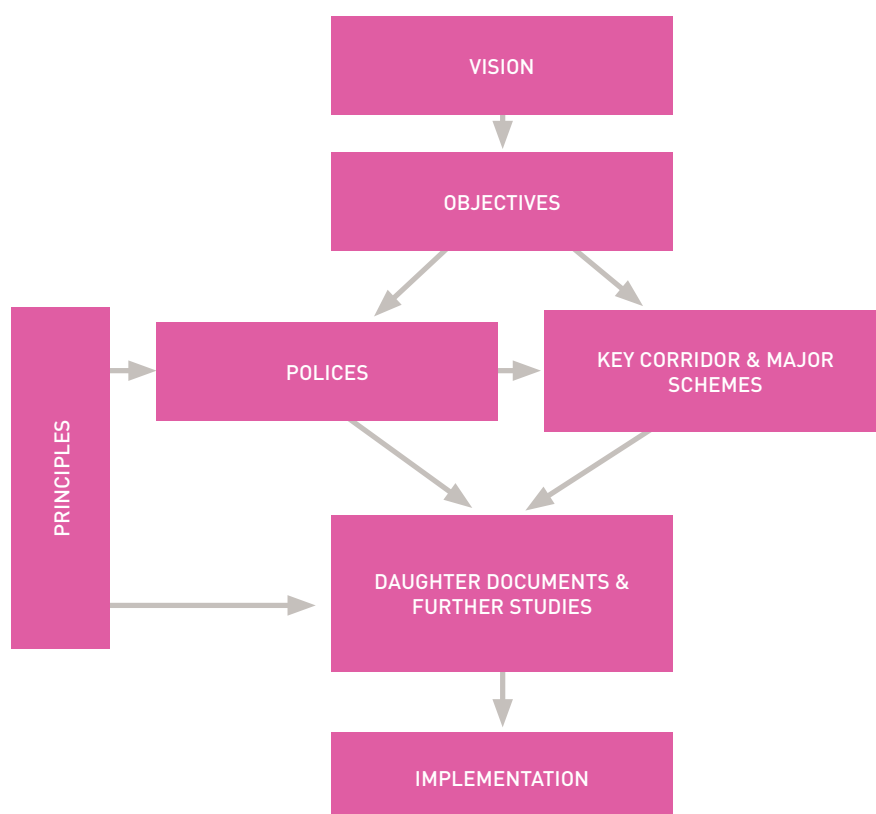 VISION
OBJECTIVES
POLICES
KEY CORRIDOR & MAJOR
SCHEMES
PRINCIPLES
DAUGHTER DOCUMENTS &
FURTHER STUDIES
IMPLEMENTATION